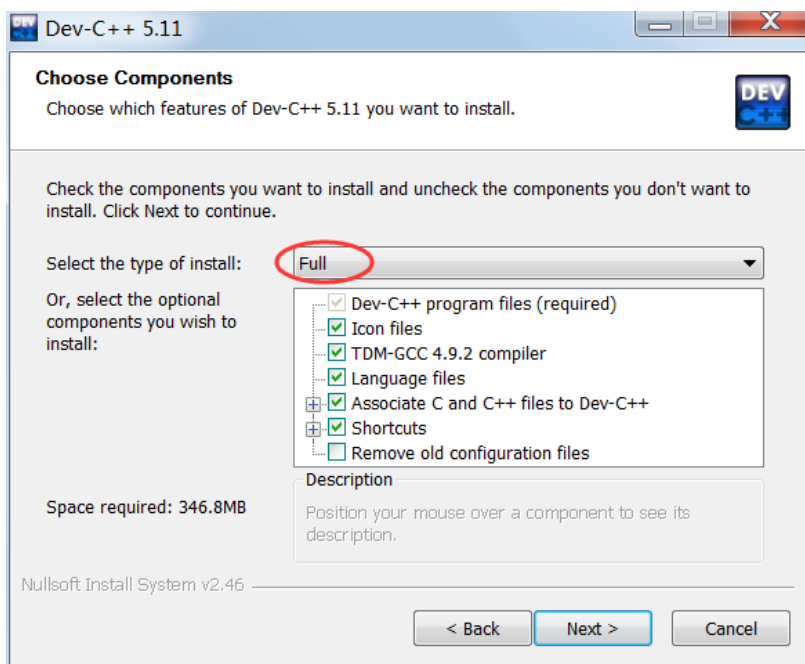 Dev-C++ 5.11
Choose Components
Choose which features of Dev-C++ 5.11 you want to install.
DEV
C++
Check the components you want to install and uncheck the components you don't want to
install. Click Next to continue.
Select the type of install:
Full
Or, select the optional
components you wish to
install:
Dev-C++ program files (required)
Icon files
TDM-GCC 4.9.2 compiler
Language files
Associate C and C++ files to Dev-C++
Shortcuts
Remove old configuration files
Space required: 346.8MB
Description
Position your mouse over a component to see its
description.
Nullsoft Install System v2.46
< Back
Next >
Cancel